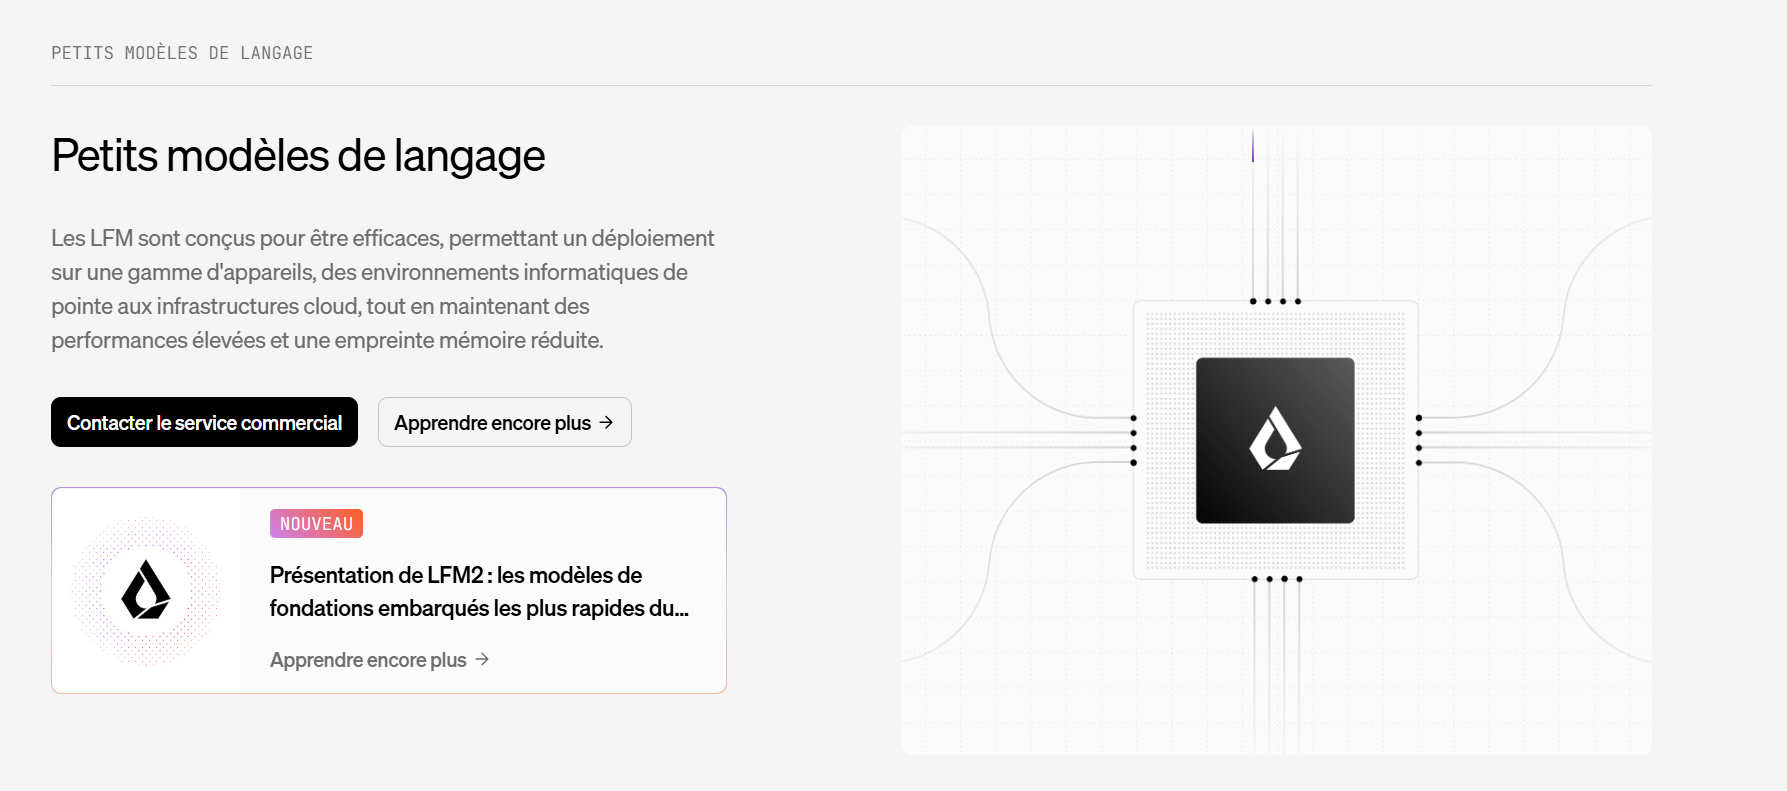 PETITS MODÈLES DE LANGAGE
Petits modèles de langage
Les LFM sont conçus pour être efficaces, permettant un déploiement
sur une gamme d'appareils, des environnements informatiques de
pointe aux infrastructures cloud, tout en maintenant des
performances élevées et une empreinte mémoire réduite.
Contacter le service commercial
Apprendre encore plus →
NOUVEAU
Présentation de LFM2 : les modèles de
fondations embarqués les plus rapides du...
Apprendre encore plus →